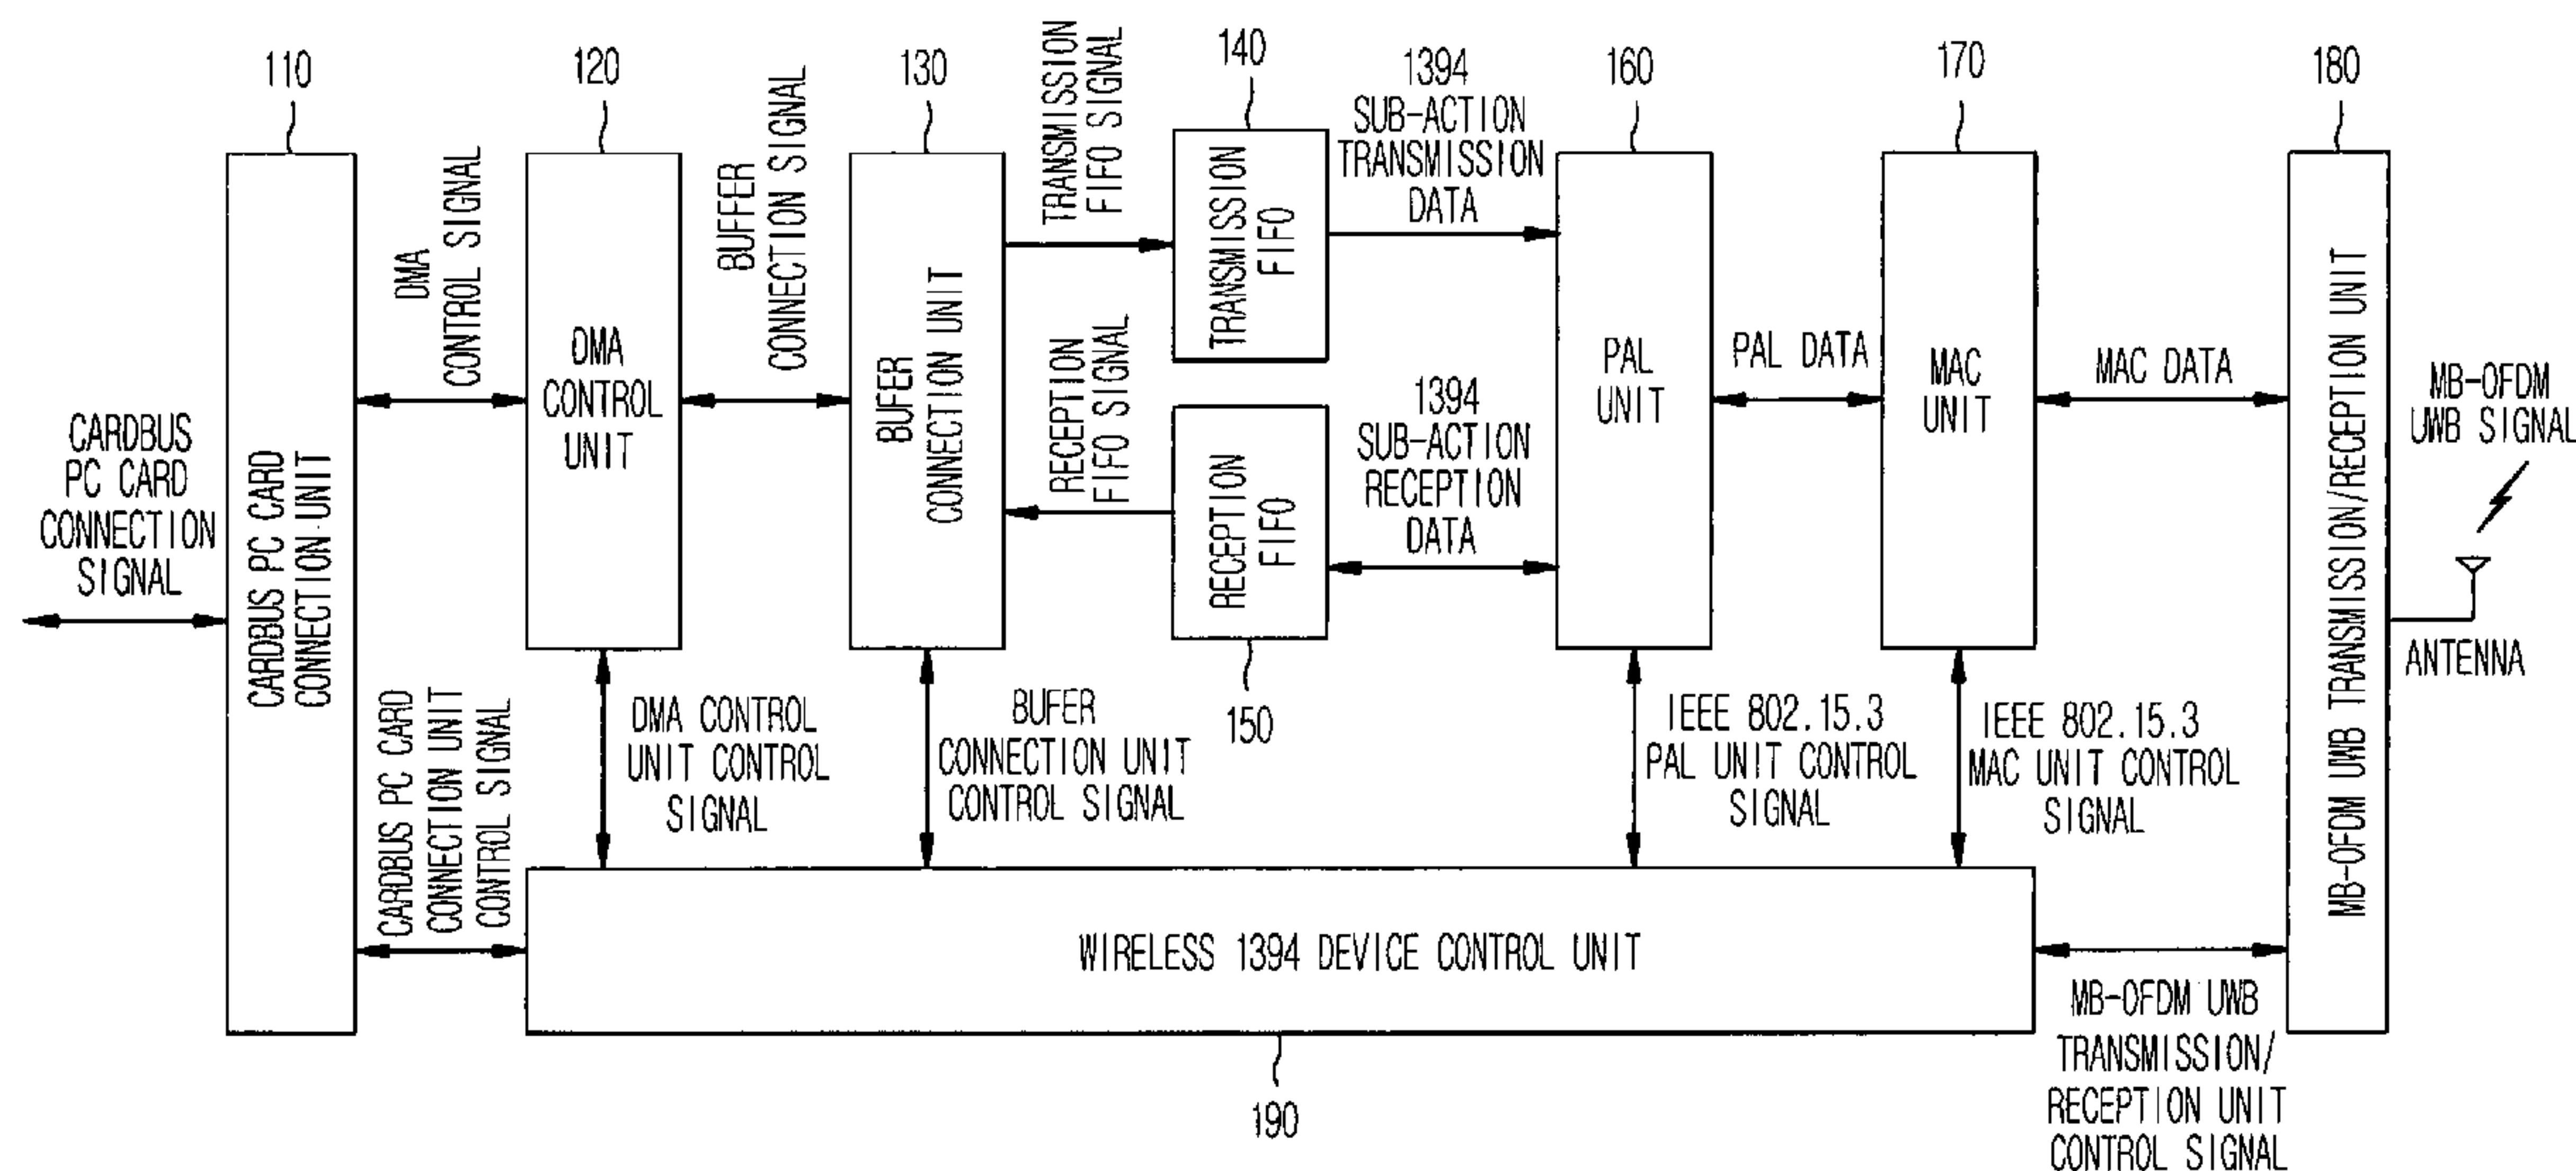 110
120
130
140
160
170
180
1394
SUB-ACTION
TRANSMISSION
DATA
DMA
CONTROL SIGNAL
BUFFER
CONNECTION SIGNAL
TRANSMISSION
FIFO SIGNAL
TRANSMISSION
FIFO
CARDBUS
PC CARD
CONNECTION
SIGNAL
CARDBUS PC CARD
CONNECTION UNIT
DMA
CONTROL
UNIT
BUFER
CONNECTION UNIT
RECEPTION
FIFO SIGNAL
RECEPTION
FIFO
1394
SUB-ACTION
RECEPTION
DATA
PAL
UNIT
PAL DATA
MAC
UNIT
MAC DATA
MB-OFDM UWB TRANSMISSION/RECEPTION UNIT
MB-OFDM
UWB SIGNAL
ANTENNA
150
CARDBUS PC CARD
CONNECTION UNIT
CONTROL SIGNAL
DMA CONTROL
UNIT CONTROL
SIGNAL
BUFER
CONNECTION UNIT
CONTROL SIGNAL
IEEE 802.15.3
PAL UNIT CONTROL
SIGNAL
IEEE 802.15.3
MAC UNIT CONTROL
SIGNAL
WIRELESS 1394 DEVICE CONTROL UNIT
MB-OFDM UWB
TRANSMISSION/
RECEPTION UNIT
CONTROL SIGNAL
190